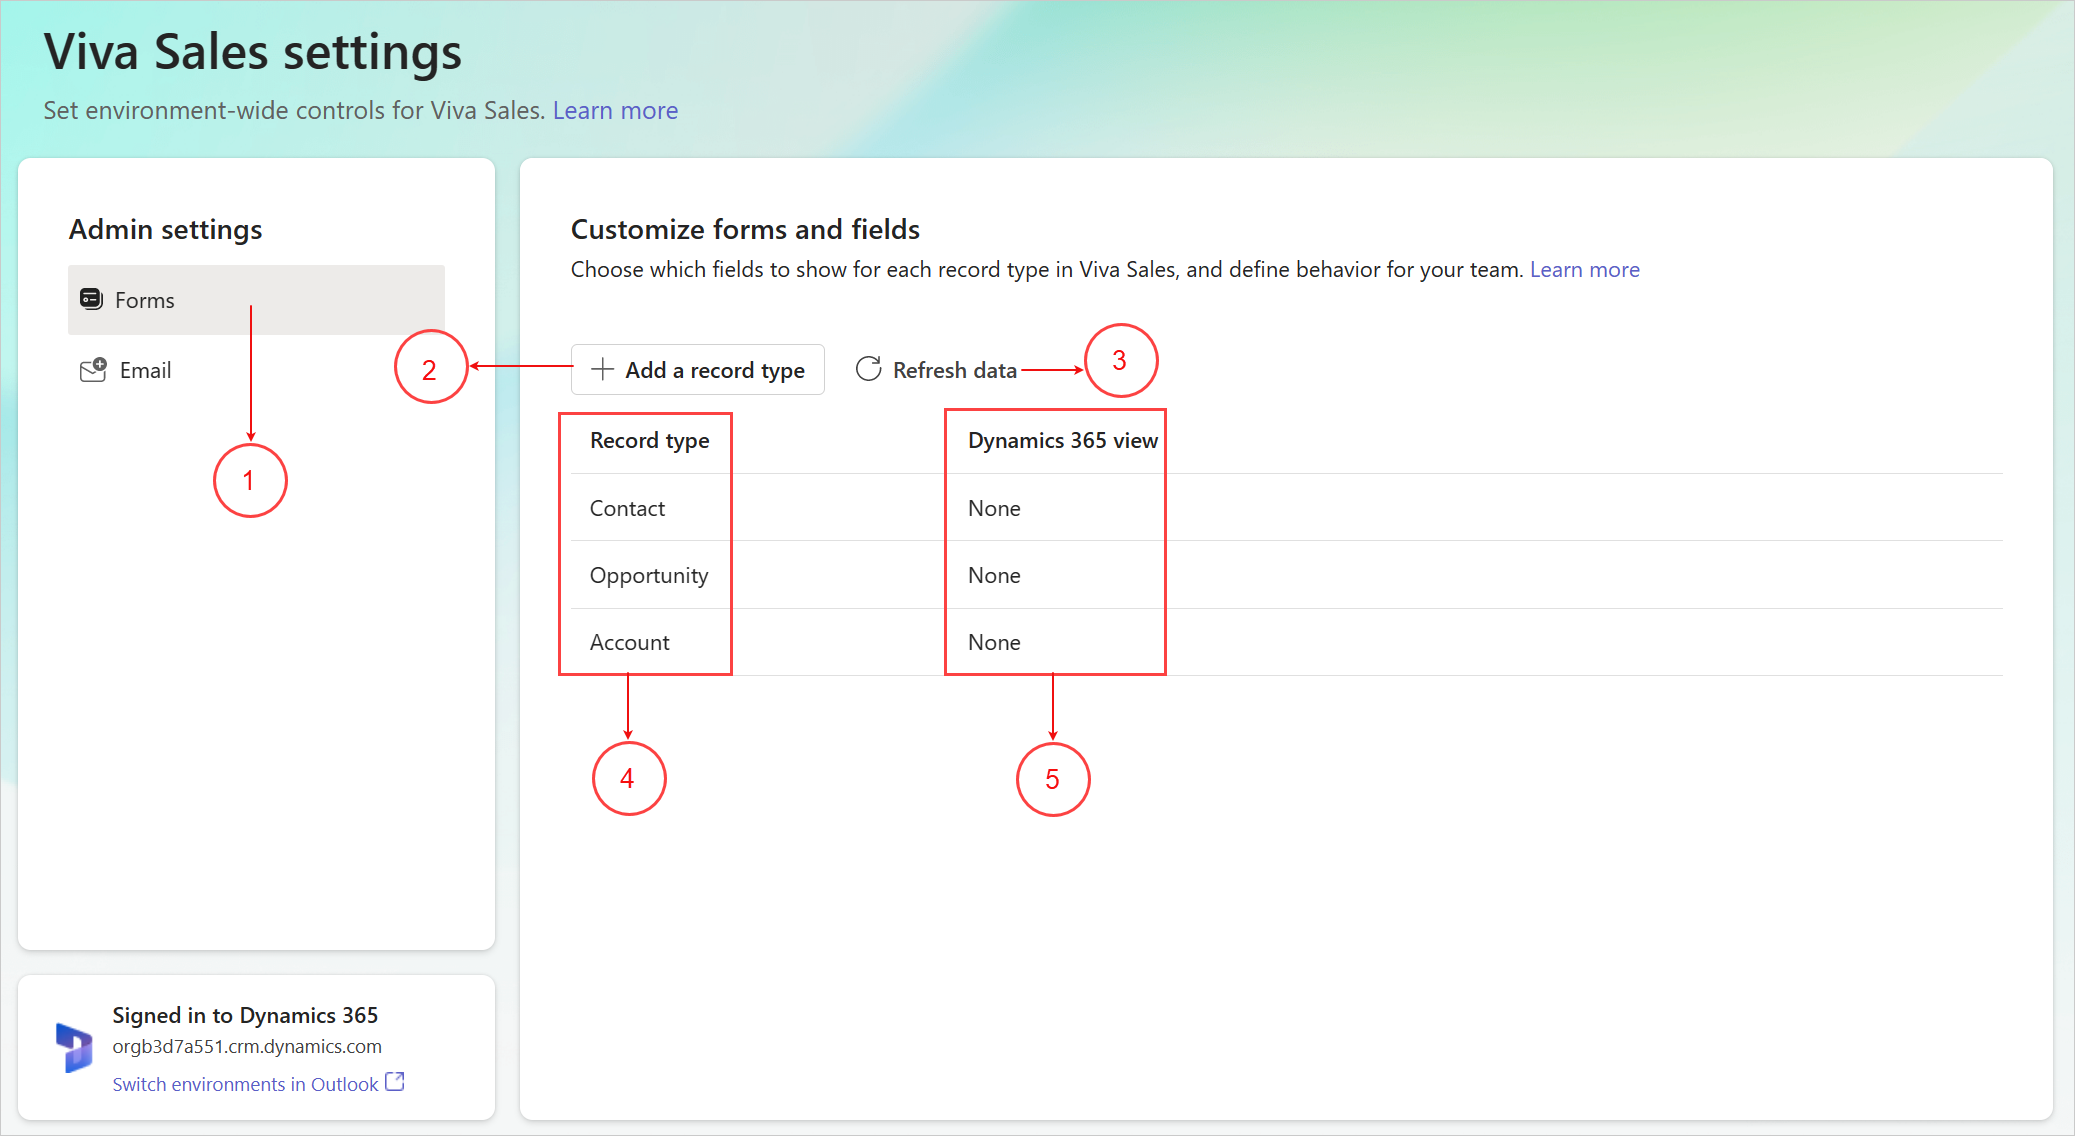 Viva Sales settings
Set environment-wide controls for Viva Sales. Learn more
Admin settings
Forms
Email
1
2
Customize forms and fields
Choose which fields to show for each record type in Viva Sales, and define behavior for your team. Learn more
Add a record type
Refresh data
3
Record type
Dynamics 365 view
Contact
None
Opportunity
None
Account
None
4
5
Signed in to Dynamics 365
orgb3d7a551.crm.dynamics.com
Switch environments in Outlook